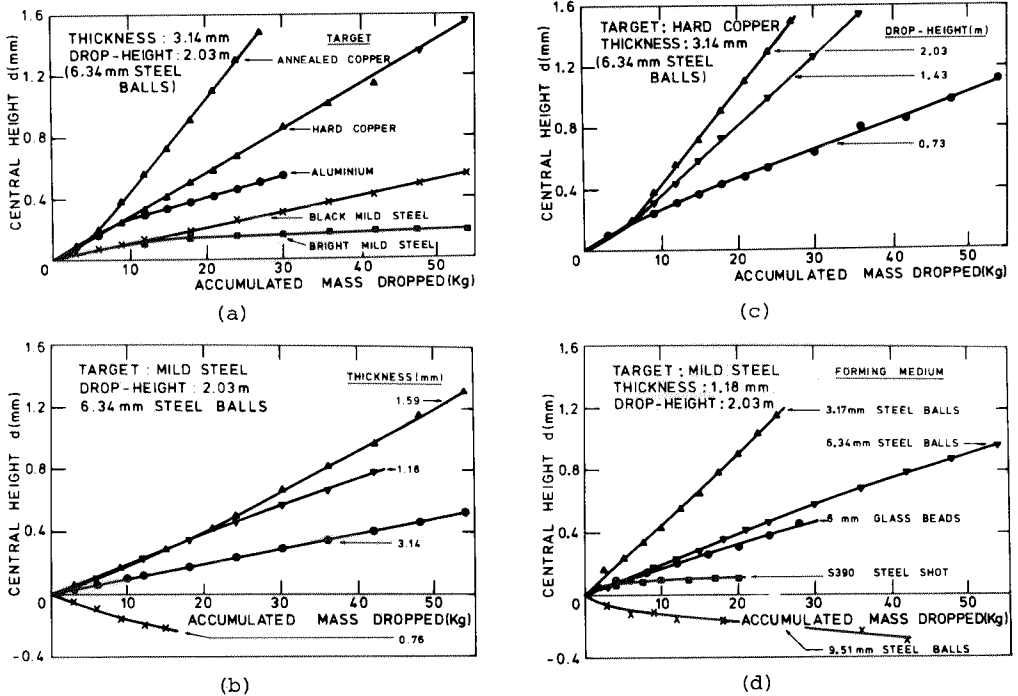 1.6
1.2
0.8
0.4
0
CENTRAL HEIGHT d(mm)
THICKNESS : 3.14 mm
DROP-HEIGHT: 2.03 m
(6.34 mm STEEL
BALLS)
TARGET
ANNEALED COPPER
HARD COPPER
ALUMINIUM
BLACK MILD STEEL
BRIGHT MILD STEEL
10 20 30 40 50
ACCUMULATED MASS DROPPED(Kg)
(a)
1.6
1.2
0.8
0.4
0
CENTRAL HEIGHT d(mm)
TARGET: HARD COPPER
THICKNESS: 3.14 mm
(6.34 mm STEEL
BALLS)
DROP-HEIGHT(m)
2.03
1.43
0.73
0 10 20 30 40 50
ACCUMULATED MASS DROPPED(Kg)
(c)
1.6
1.2
0.8
0.4
0
-0.4
CENTRAL HEIGHT d(mm)
TARGET : MILD STEEL
DROP-HEIGHT: 2.03 m
6.34 mm STEEL BALLS
THICKNESS(mm)
1.59
1.18
3.14
10 20 30 40 50
ACCUMULATED MASS DROPPED(Kg)
0.76
(b)
1.6
1.2
0.8
0.4
0
-0.4
CENTRAL HEIGHT d(mm)
TARGET : MILD STEEL
THICKNESS : 1.18 mm
DROP-HEIGHT : 2.03 m
FORMING MEDIUM
3.17mm STEEL BALLS
6.34 mm STEEL BALLS
6 mm GLASS BEADS
S390 STEEL SHOT
10 20 30 40 50
ACCUMULATED MASS DROPPED(Kg)
9.51 mm STEEL BALLS
(d)